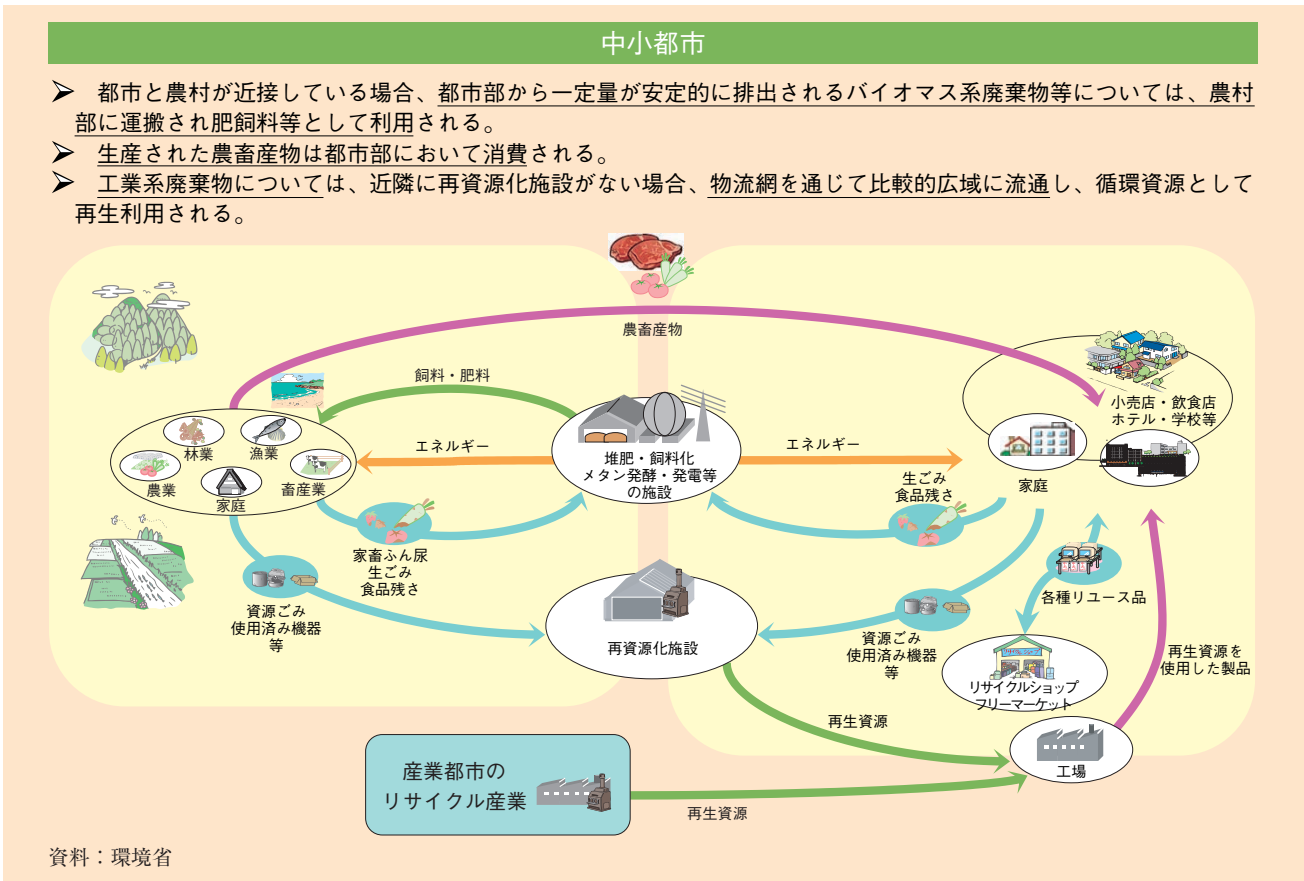 中小都市
➢ 都市と農村が近接している場合、都市部から一定量が安定的に排出されるバイオマス系廃棄物等については、農村
部に運搬され肥飼料等として利用される。
➢ 生産された農畜産物は都市部において消費される。
➢ 工業系廃棄物については、近隣に再資源化施設がない場合、物流網を通じて比較的広域に流通し、循環資源として
再生利用される。
農畜産物
飼料・肥料
小売店・飲食店
ホテル・学校等
林業
漁業
農業
家庭
畜産業
エネルギー
堆肥・飼料化
メタン発酵・発電等
の施設
エネルギー
生ごみ
食品残さ
家庭
家畜ふん尿
生ごみ
食品残さ
資源ごみ
使用済み機器
等
再資源化施設
資源ごみ
使用済み機器
等
各種リユース品
リサイクルショップ
フリーマーケット
再生資源を
使用した製品
再生資源
工場
産業都市の
リサイクル産業
再生資源
資料：環境省